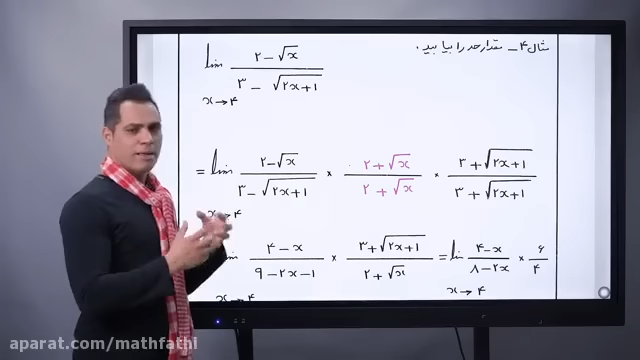 مثال ۴ــ مقدار حد را بیابید.
lim x→۴ (۲−√x)/(۳−√(۲x+۱))
= lim x→۴ (۲−√x)/(۳−√(۲x+۱)) × (۲+√x)/(۲+√x) × (۳+√(۲x+۱))/(۳+√(۲x+۱))
lim x→۴ (۴−x)/(۹−۲x−۱) × (۳+√(۲x+۱))/(۲+√x) = lim x→۴ (۴−x)/(۸−۲x) × ۶/۴
aparat.com/mathfathi